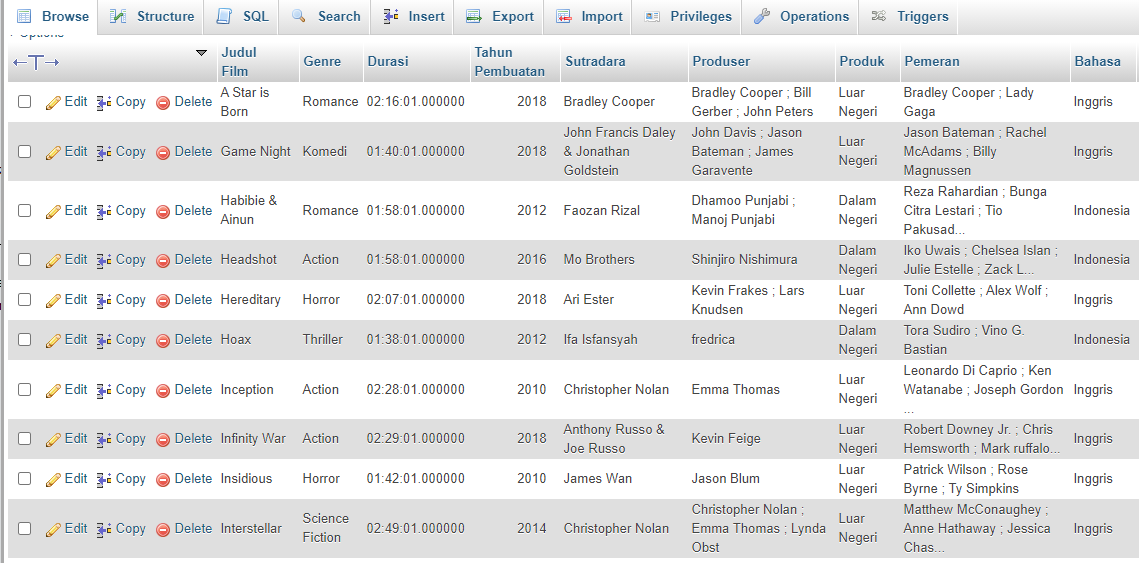 Browse Structure SQL Search Insert Export Import Privileges Operations Triggers
Options
←T→ Judul Film Genre Durasi Tahun Pembuatan Sutradara Produser Produk Pemeran Bahasa
Edit Copy Delete A Star is Born Romance 02:16:01.000000 2018 Bradley Cooper Bradley Cooper ; Bill Gerber ; John Peters Luar Negeri Bradley Cooper ; Lady Gaga Inggris
Edit Copy Delete Game Night Komedi 01:40:01.000000 2018 John Francis Daley & Jonathan Goldstein John Davis ; Jason Bateman ; James Garavente Luar Negeri Jason Bateman ; Rachel McAdams ; Billy Magnussen Inggris
Edit Copy Delete Habibie & Ainun Romance 01:58:01.000000 2012 Faozan Rizal Dhamoo Punjabi ; Manoj Punjabi Dalam Negeri Reza Rahardian ; Bunga Citra Lestari ; Tio Pakusad... Indonesia
Edit Copy Delete Headshot Action 01:58:01.000000 2016 Mo Brothers Shinjiro Nishimura Dalam Negeri Iko Uwais ; Chelsea Islan ; Julie Estelle ; Zack L... Indonesia
Edit Copy Delete Hereditary Horror 02:07:01.000000 2018 Ari Ester Kevin Frakes ; Lars Knudsen Luar Negeri Toni Collette ; Alex Wolf ; Ann Dowd Inggris
Edit Copy Delete Hoax Thriller 01:38:01.000000 2012 Ifa Isfansyah fredrica Dalam Negeri Tora Sudiro ; Vino G. Bastian Indonesia
Edit Copy Delete Inception Action 02:28:01.000000 2010 Christopher Nolan Emma Thomas Luar Negeri Leonardo Di Caprio ; Ken Watanabe ; Joseph Gordon ... Inggris
Edit Copy Delete Infinity War Action 02:29:01.000000 2018 Anthony Russo & Joe Russo Kevin Feige Luar Negeri Robert Downey Jr. ; Chris Hemsworth ; Mark ruffalo... Inggris
Edit Copy Delete Insidious Horror 01:42:01.000000 2010 James Wan Jason Blum Luar Negeri Patrick Wilson ; Rose Byrne ; Ty Simpkins Inggris
Edit Copy Delete Interstellar Science Fiction 02:49:01.000000 2014 Christopher Nolan Christopher Nolan ; Emma Thomas ; Lynda Obst Luar Negeri Matthew McConaughey ; Anne Hathaway ; Jessica Chas... Inggris